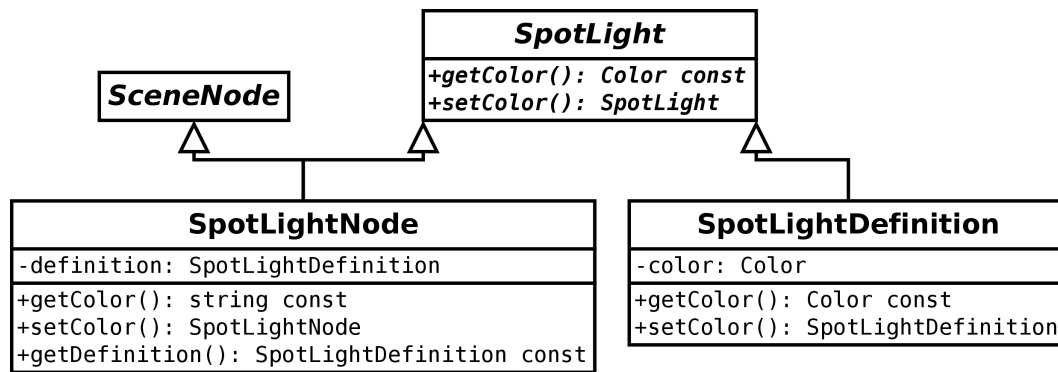 SpotLight
+getColor(): Color const
+setColor(): SpotLight
SceneNode
SpotLightNode
-definition: SpotLightDefinition
+getColor(): string const
+setColor(): SpotLightNode
+getDefinition(): SpotLightDefinition const
SpotLightDefinition
-color: Color
+getColor(): Color const
+setColor(): SpotLightDefinition